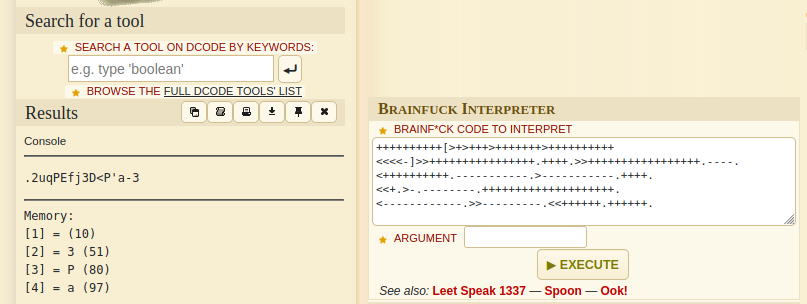 Search for a tool
SEARCH A TOOL ON DCODE BY KEYWORDS:
e.g. type 'boolean'
BROWSE THE FULL DCODE TOOLS' LIST
Results
Console
.2uqPEfj3D<P'a-3
Memory:
[1] = (10)
[2] = 3 (51)
[3] = P (80)
[4] = a (97)
BRAINFUCK INTERPRETER
BRAINF*CK CODE TO INTERPRET
++++++++++[>+>+++>+++++++>++++++++++
<<<<-]>>++++++++++++++++.++++.>>+++++++++++++++++.----.
<++++++++++.-----------.>-----------.++++.
<<+.>-.--------.++++++++++++++++++++.
<------------.>>---------.<<++++++.++++++.
ARGUMENT
▶ EXECUTE
See also: Leet Speak 1337 — Spoon — Ook!